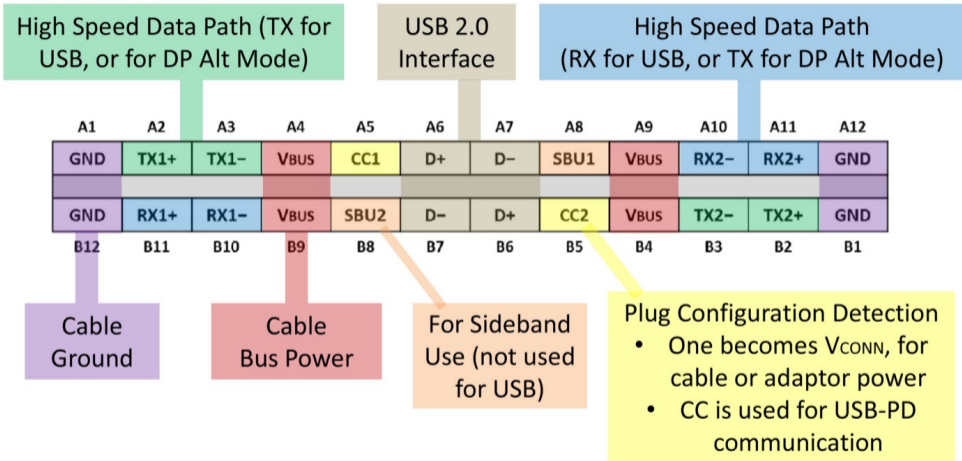 High Speed Data Path (TX for
USB, or for DP Alt Mode)
USB 2.0
Interface
High Speed Data Path
(RX for USB, or TX for DP Alt Mode)
A1 A2 A3 A4 A5 A6 A7 A8 A9 A10 A11 A12
GND TX1+ TX1− VBUS CC1 D+ D− SBU1 VBUS RX2− RX2+ GND
GND RX1+ RX1− VBUS SBU2 D− D+ CC2 VBUS TX2− TX2+ GND
B12 B11 B10 B9 B8 B7 B6 B5 B4 B3 B2 B1
Cable
Ground
Cable
Bus Power
For Sideband
Use (not used
for USB)
Plug Configuration Detection
• One becomes VCONN, for
cable or adaptor power
• CC is used for USB-PD
communication